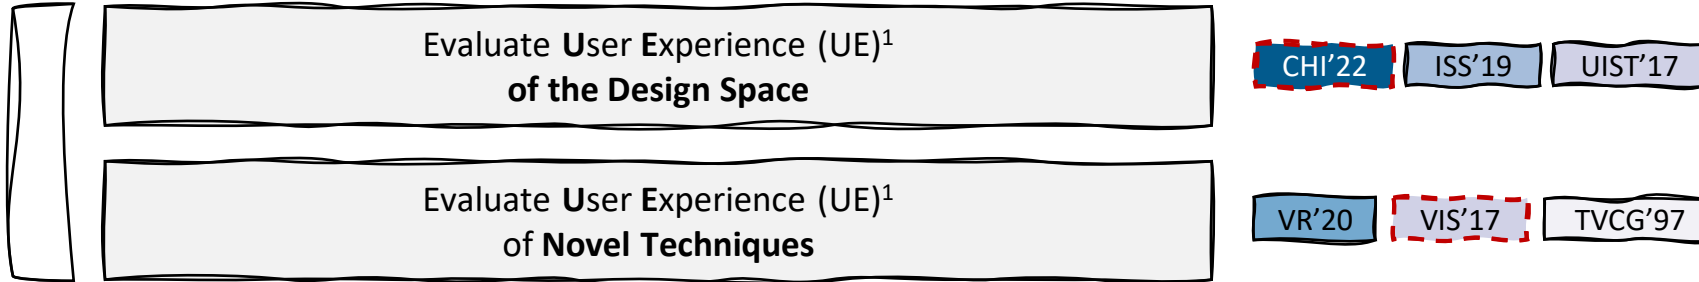 Evaluate User Experience (UE)¹
of the Design Space
CHI'22 ISS'19 UIST'17
Evaluate User Experience (UE)¹
of Novel Techniques
VR'20 VIS'17 TVCG'97